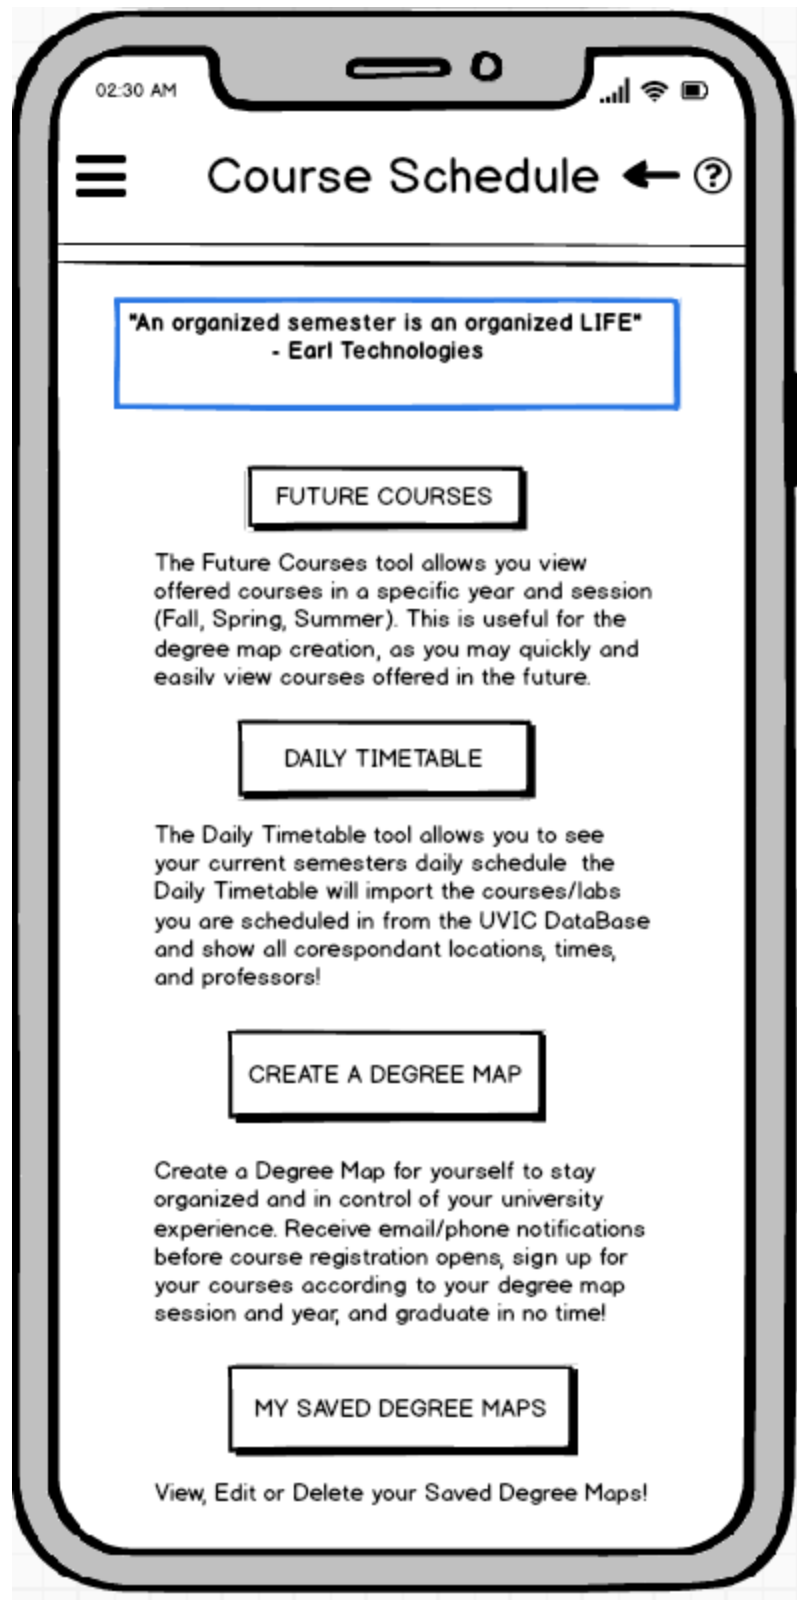 02:30 AM
Course Schedule
?
"An organized semester is an organized LIFE"
- Earl Technologies
FUTURE COURSES
The Future Courses tool allows you view
offered courses in a specific year and session
(Fall, Spring, Summer). This is useful for the
degree map creation, as you may quickly and
easily view courses offered in the future.
DAILY TIMETABLE
The Daily Timetable tool allows you to see
your current semesters daily schedule the
Daily Timetable will import the courses/labs
you are scheduled in from the UVIC DataBase
and show all corespondant locations, times,
and professors!
CREATE A DEGREE MAP
Create a Degree Map for yourself to stay
organized and in control of your university
experience. Receive email/phone notifications
before course registration opens, sign up for
your courses according to your degree map
session and year, and graduate in no time!
MY SAVED DEGREE MAPS
View, Edit or Delete your Saved Degree Maps!